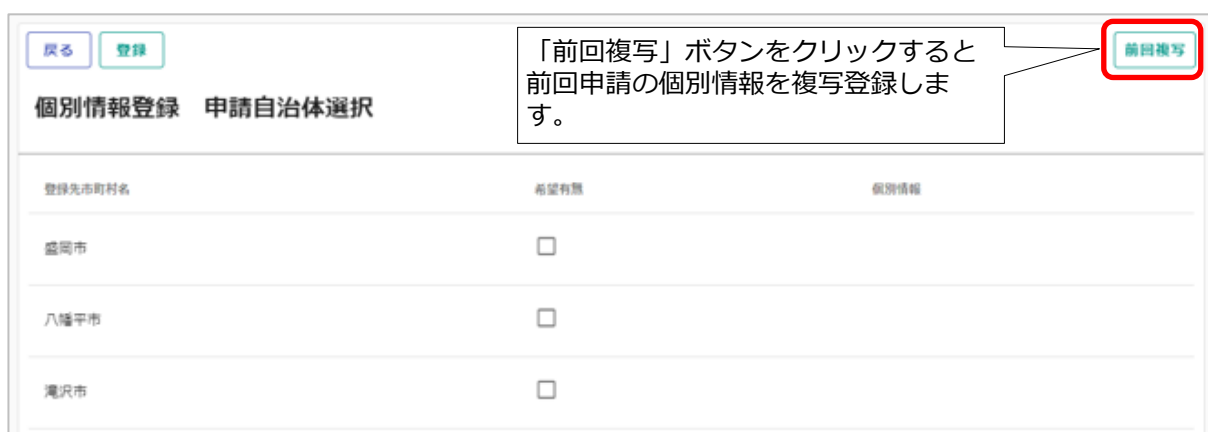 戻る 登録
「前回複写」ボタンをクリックすると
前回申請の個別情報を複写登録しま
す。
前回複写
個別情報登録 申請自治体選択
登録先市町村名 希望有無 個別情報
盛岡市
八幡平市
滝沢市